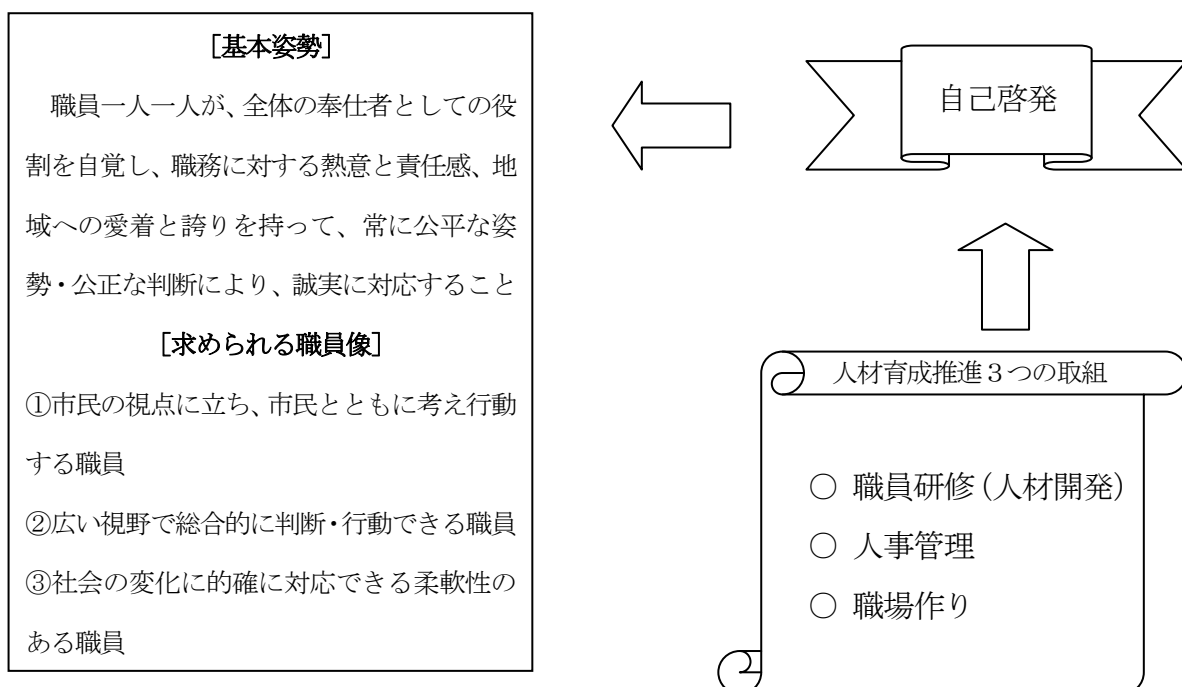 [基本姿勢]
職員一人一人が、全体の奉仕者としての役
割を自覚し、職務に対する熱意と責任感、地
域への愛着と誇りを持って、常に公平な姿
勢・公正な判断により、誠実に対応すること
[求められる職員像]
①市民の視点に立ち、市民とともに考え行動
する職員
②広い視野で総合的に判断・行動できる職員
③社会の変化に的確に対応できる柔軟性の
ある職員
自己啓発
人材育成推進３つの取組
○ 職員研修(人材開発)
○ 人事管理
○ 職場作り